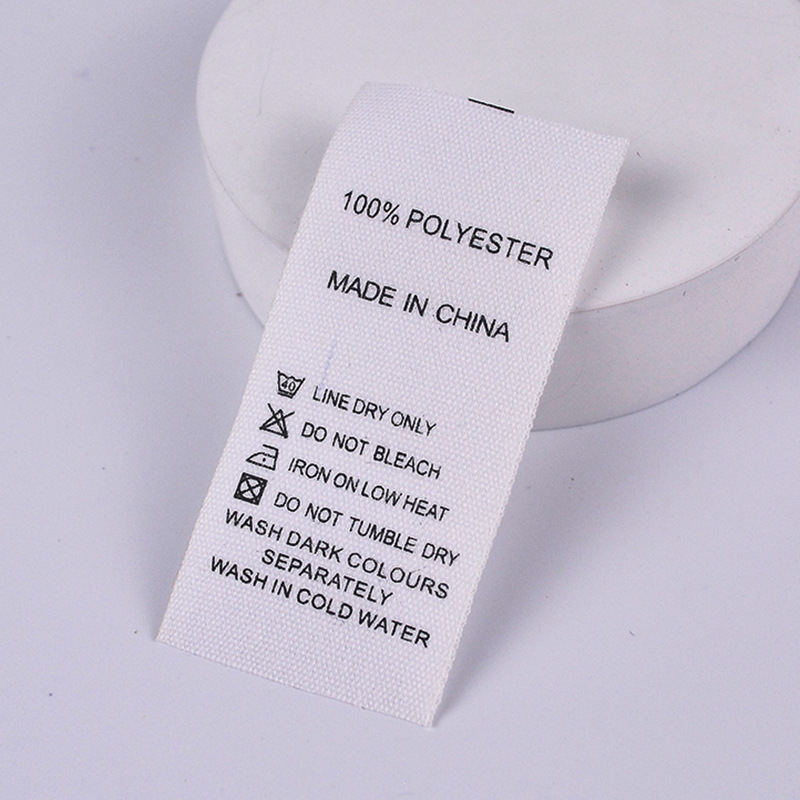 100% POLYESTER
MADE IN CHINA
40 LINE DRY ONLY
DO NOT BLEACH
IRON ON LOW HEAT
DO NOT TUMBLE DRY
WASH DARK COLOURS
SEPARATELY
WASH IN COLD WATER